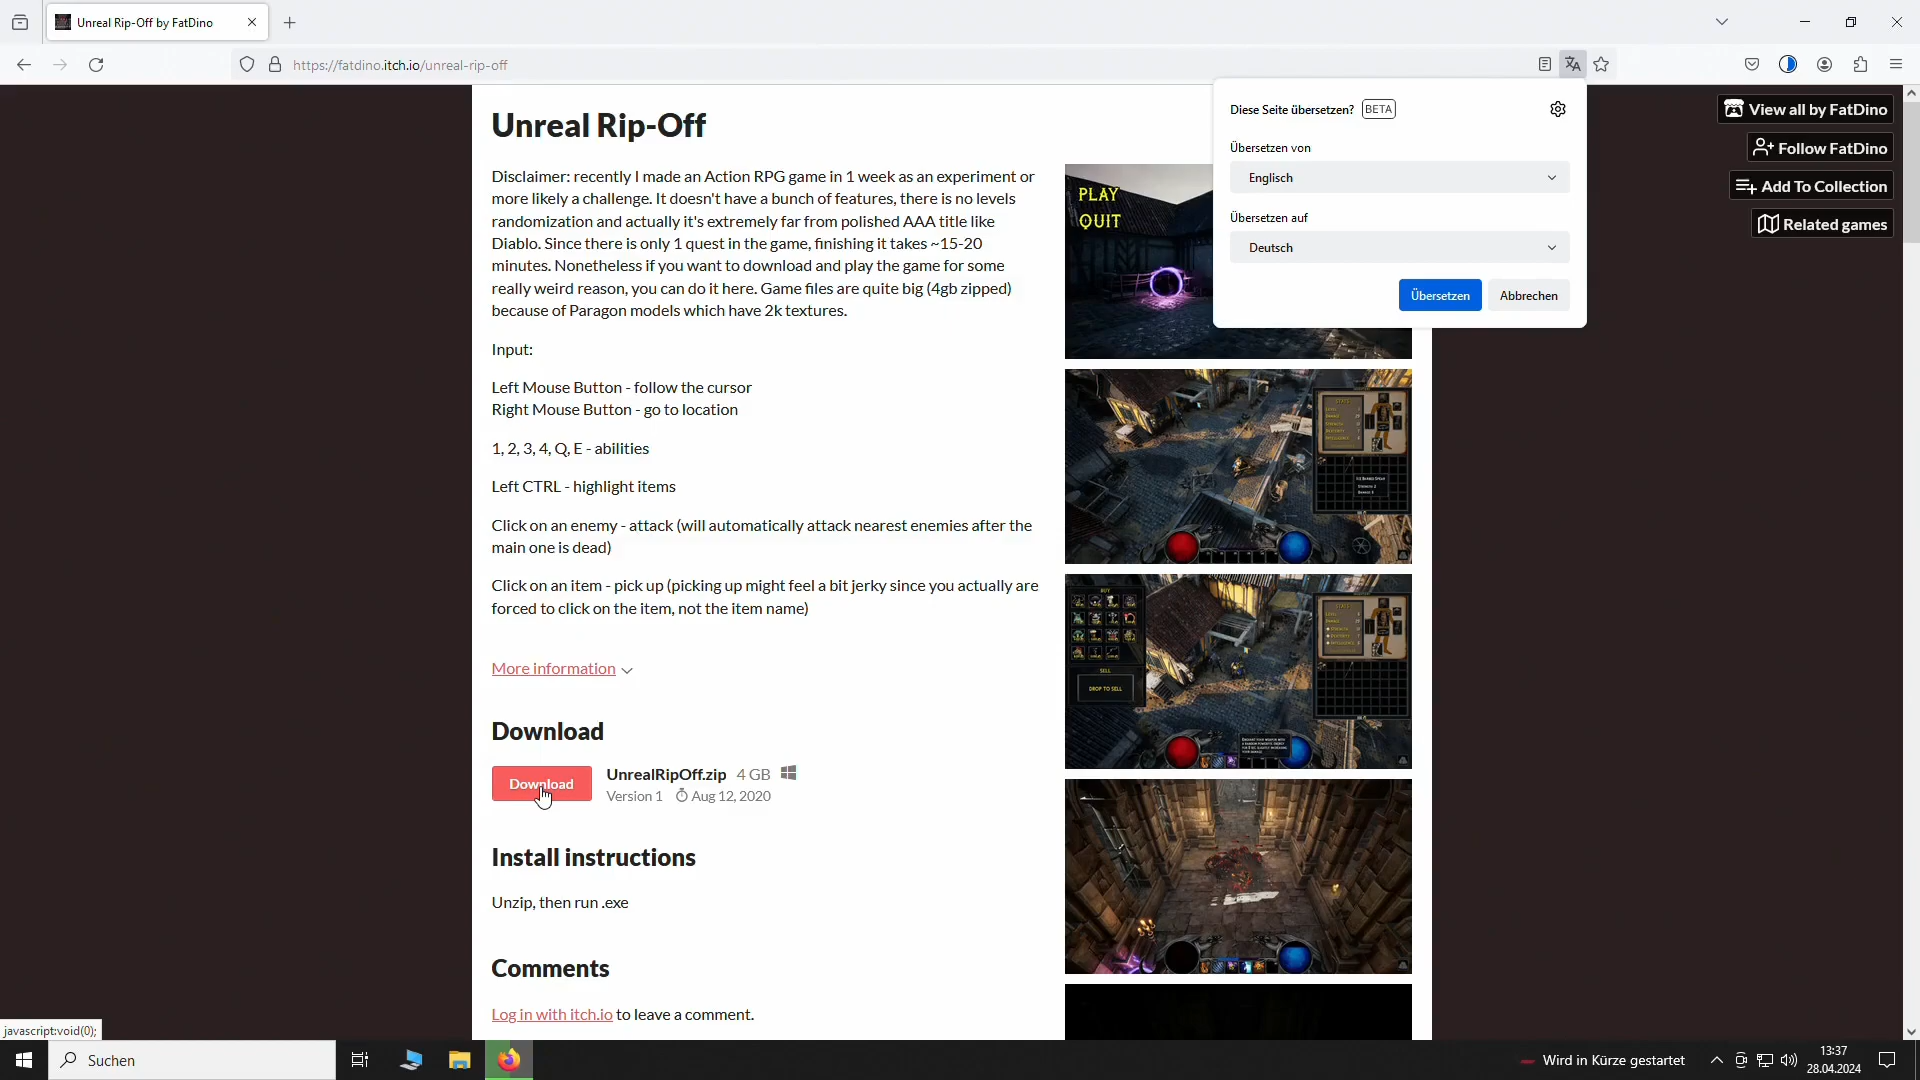 Unreal Rip-Off by FatDino
https://fatdino.itch.io/unreal-rip-off
Unreal Rip-Off
Disclaimer: recently I made an Action RPG game in 1 week as an experiment or
more likely a challenge. It doesn't have a bunch of features, there is no levels
randomization and actually it's extremely far from polished AAA title like
Diablo. Since there is only 1 quest in the game, finishing it takes ~15-20
minutes. Nonetheless if you want to download and play the game for some
really weird reason, you can do it here. Game files are quite big (4gb zipped)
because of Paragon models which have 2k textures.
Input:
Left Mouse Button - follow the cursor
Right Mouse Button - go to location
1, 2, 3, 4, Q, E - abilities
Left CTRL - highlight items
Click on an enemy - attack (will automatically attack nearest enemies after the
main one is dead)
Click on an item - pick up (picking up might feel a bit jerky since you actually are
forced to click on the item, not the item name)
More information
Download
Download
UnrealRipOff.zip 4 GB
Version 1 Aug 12, 2020
Install instructions
Unzip, then run .exe
Comments
Log in with itch.io to leave a comment.
PLAY
QUIT
STATS
BUY
SELL
DROP TO SELL
STATS
Diese Seite übersetzen? BETA
Übersetzen von
Englisch
Übersetzen auf
Deutsch
Übersetzen
Abbrechen
View all by FatDino
Follow FatDino
Add To Collection
Related games
javascript:void(0);
Suchen
Wird in Kürze gestartet
13:37
28.04.2024